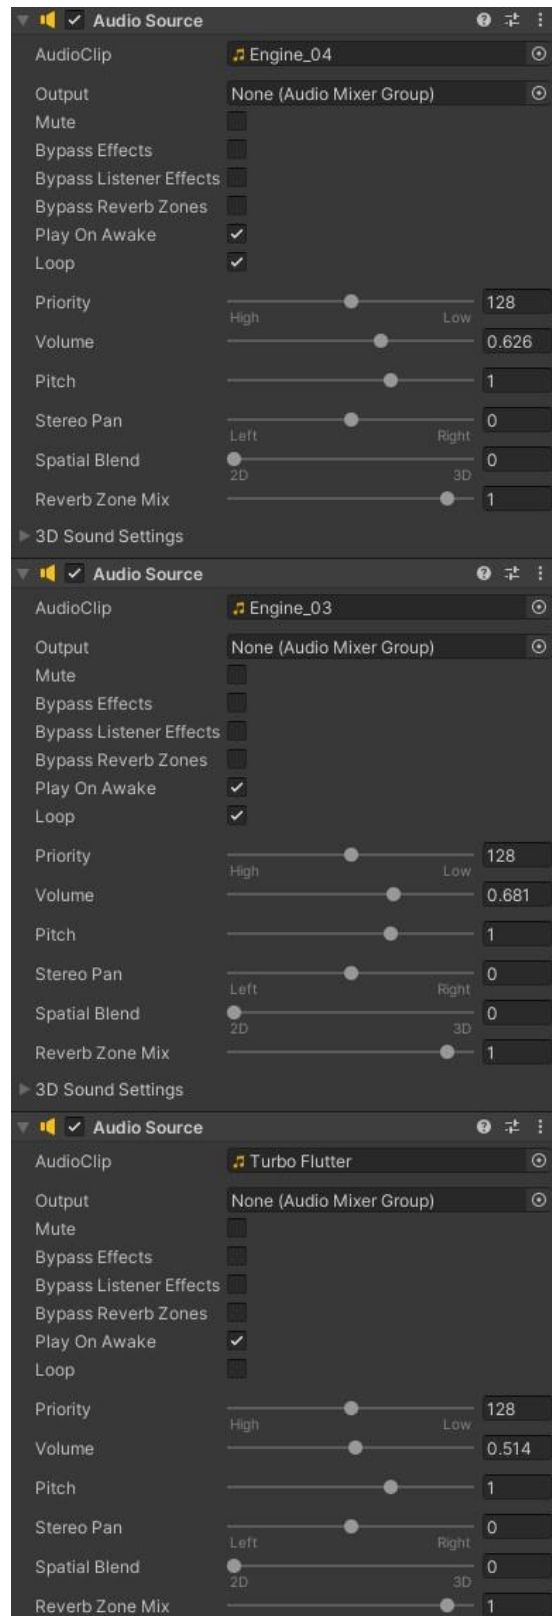 Audio Source
AudioClip Engine_04
Output None (Audio Mixer Group)
Mute
Bypass Effects
Bypass Listener Effects
Bypass Reverb Zones
Play On Awake
Loop
Priority 128
High Low
Volume 0.626
Pitch 1
Stereo Pan 0
Left Right
Spatial Blend 0
2D 3D
Reverb Zone Mix 1
3D Sound Settings
Audio Source
AudioClip Engine_03
Output None (Audio Mixer Group)
Mute
Bypass Effects
Bypass Listener Effects
Bypass Reverb Zones
Play On Awake
Loop
Priority 128
High Low
Volume 0.681
Pitch 1
Stereo Pan 0
Left Right
Spatial Blend 0
2D 3D
Reverb Zone Mix 1
3D Sound Settings
Audio Source
AudioClip Turbo Flutter
Output None (Audio Mixer Group)
Mute
Bypass Effects
Bypass Listener Effects
Bypass Reverb Zones
Play On Awake
Loop
Priority 128
High Low
Volume 0.514
Pitch 1
Stereo Pan 0
Left Right
Spatial Blend 0
2D 3D
Reverb Zone Mix 1